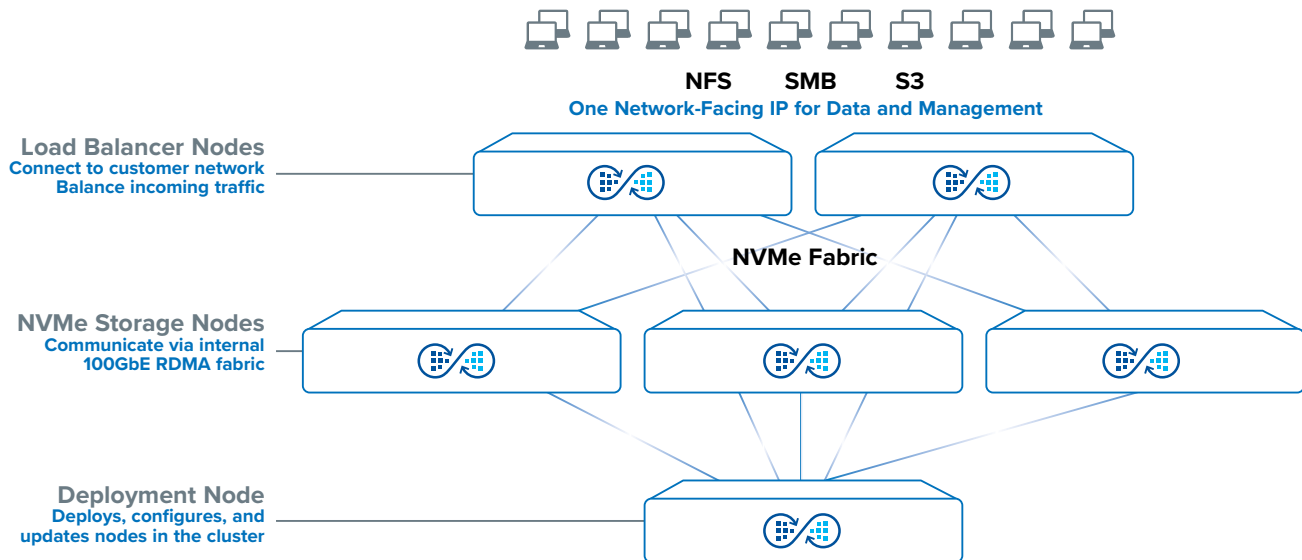 NFS SMB S3
One Network-Facing IP for Data and Management
Load Balancer Nodes
Connect to customer network
Balance incoming traffic
NVMe Fabric
NVMe Storage Nodes
Communicate via internal
100GbE RDMA fabric
Deployment Node
Deploys, configures, and
updates nodes in the cluster